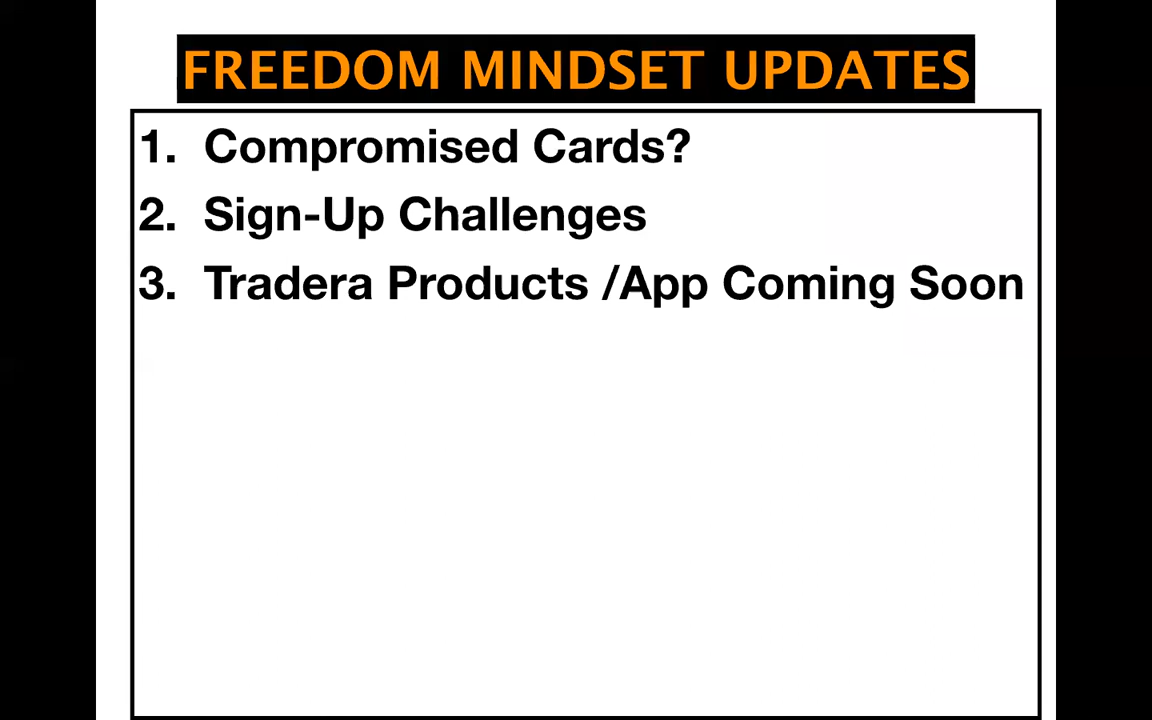 FREEDOM MINDSET UPDATES
1. Compromised Cards?
2. Sign-Up Challenges
3. Tradera Products /App Coming Soon